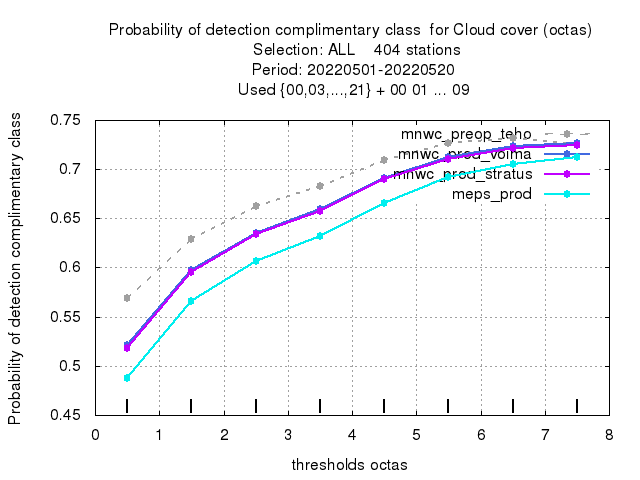 Probability of detection complimentary class  for Cloud cover (octas)
Selection: ALL    404 stations
Period: 20220501-20220520
Used {00,03,...,21} + 00 01 ... 09
Probability of detection complimentary class
0.75
0.7
0.65
0.6
0.55
0.5
0.45
mnwc_preop_teho
mnwc_prod_voima
mnwc_prod_stratus
meps_prod
0 1 2 3 4 5 6 7 8
thresholds octas